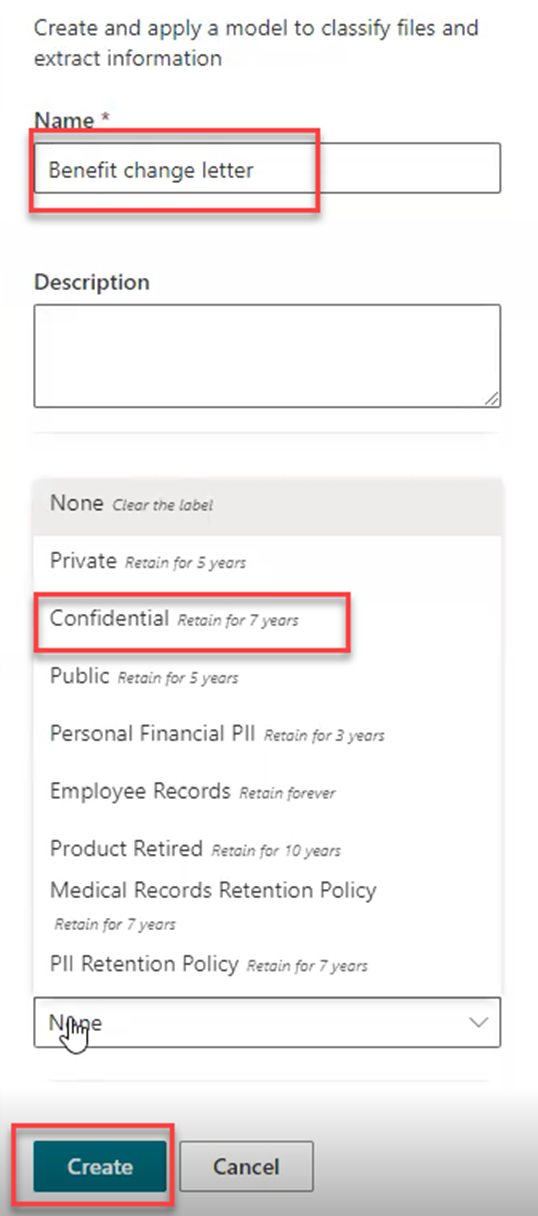 Create and apply a model to classify files and
extract information
Name *
Benefit change letter
Description
None Clear the label
Private Retain for 5 years
Confidential Retain for 7 years
Public Retain for 5 years
Personal Financial PII Retain for 3 years
Employee Records Retain forever
Product Retired Retain for 10 years
Medical Records Retention Policy
Retain for 7 years
PII Retention Policy Retain for 7 years
None
Create Cancel